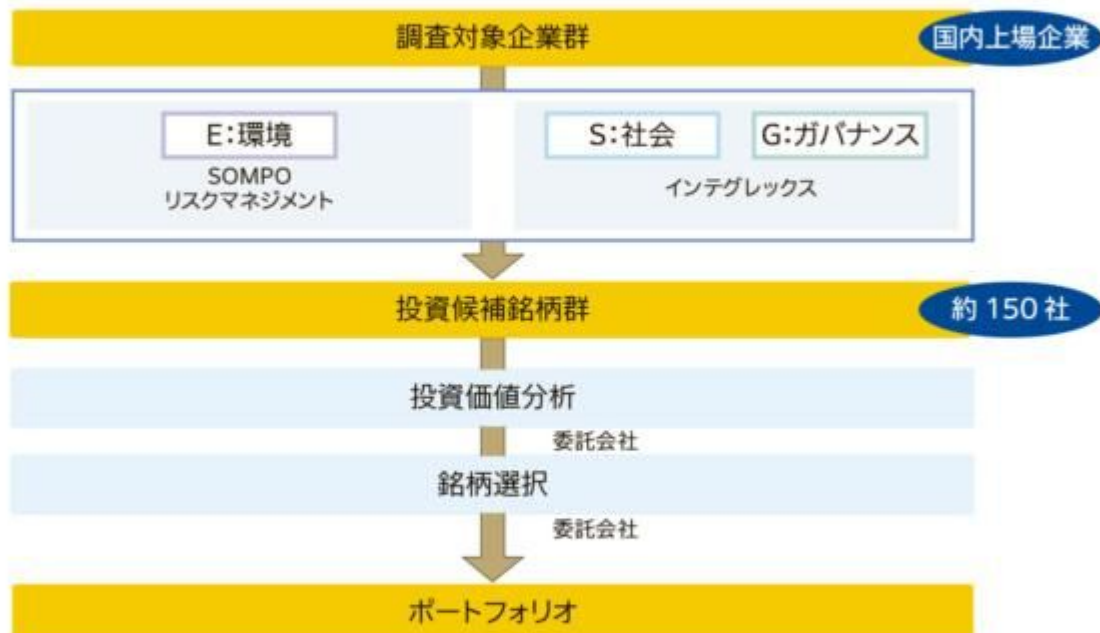 調査対象企業群
国内上場企業
E:環境
S:社会
G:ガバナンス
SOMPO
リスクマネジメント
インテグレックス
投資候補銘柄群
約150社
投資価値分析
委託会社
銘柄選択
委託会社
ポートフォリオ